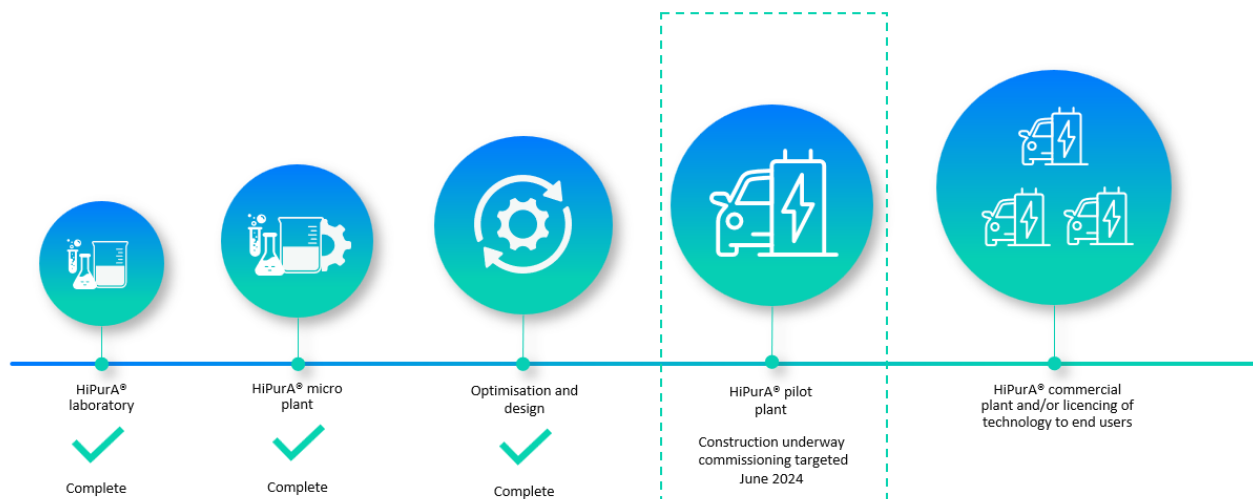 HiPurA® laboratory
Complete
HiPurA® micro
plant
Complete
Optimisation and
design
Complete
HiPurA® pilot
plant
Construction underway
commissioning targeted
June 2024
HiPurA® commercial
plant and/or licencing of
technology to end users